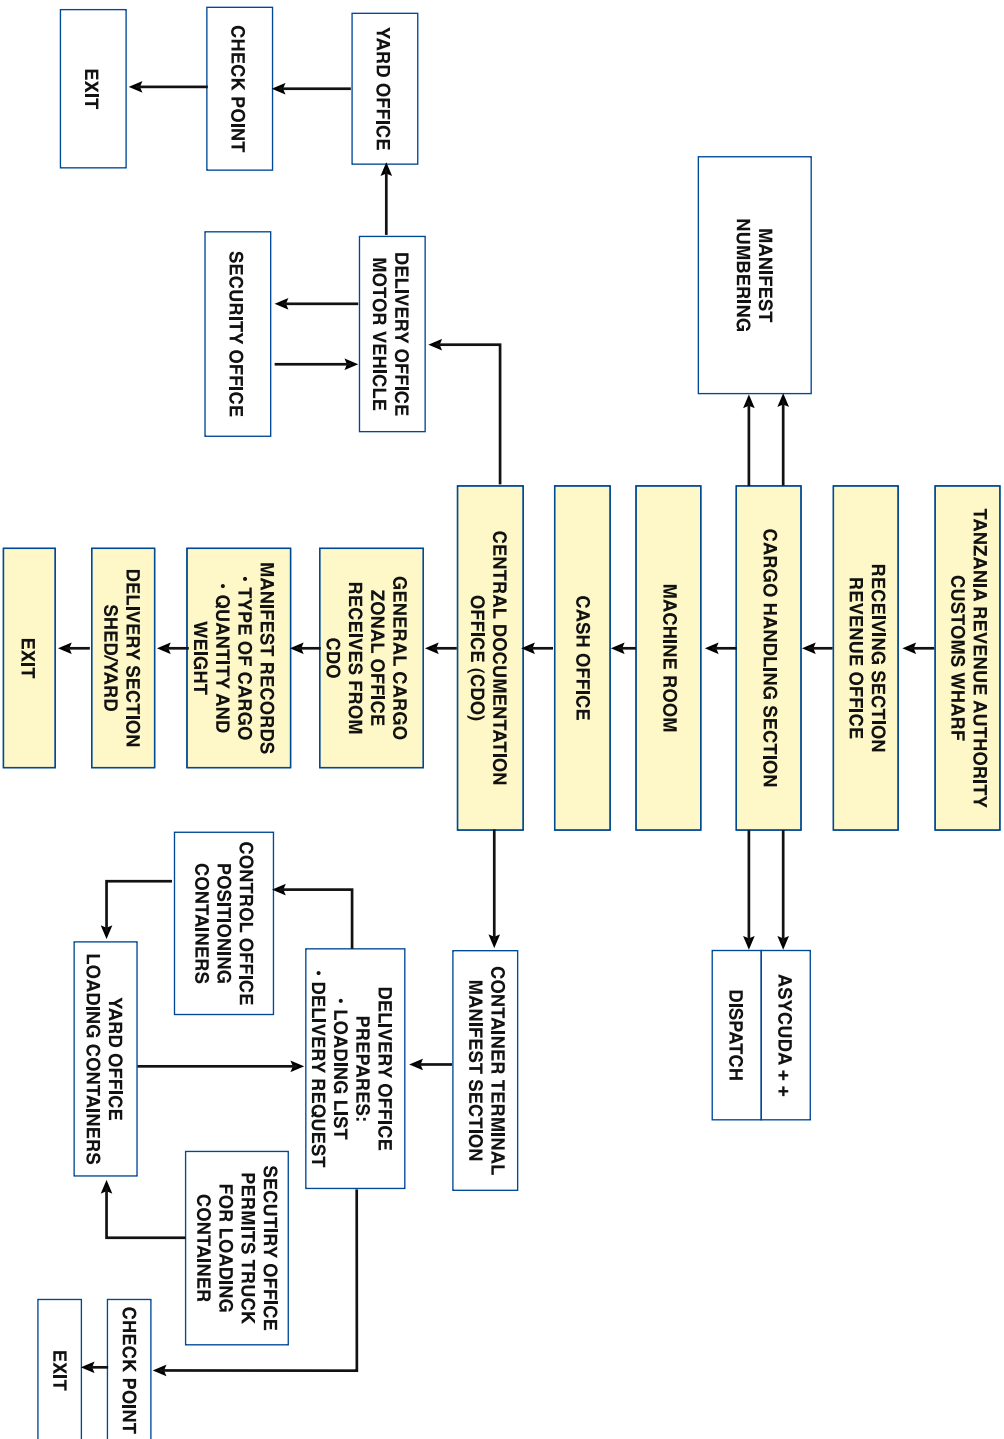 TANZANIA REVENUE AUTHORITY
CUSTOMS WHARF
RECEIVING SECTION
REVENUE OFFICE
MANIFEST
NUMBERING
CARGO HANDLING SECTION
ASYCUDA + +
DISPATCH
MACHINE ROOM
CASH OFFICE
CENTRAL DOCUMENTATION
OFFICE (CDO)
CONTAINER TERMINAL
MANIFEST SECTION
YARD OFFICE
DELIVERY OFFICE
MOTOR VEHICLE
GENERAL CARGO
ZONAL OFFICE
RECEIVES FROM
CDO
DELIVERY OFFICE
PREPARES:
• LOADING LIST
• DELIVERY REQUEST
CHECK POINT
SECURITY OFFICE
MANIFEST RECORDS
• TYPE OF CARGO
• QUANTITY AND
WEIGHT
CONTROL OFFICE
POSITIONING
CONTAINERS
SECUTIRY OFFICE
PERMITS TRUCK
FOR LOADING
CONTAINER
EXIT
DELIVERY SECTION
SHED/YARD
YARD OFFICE
LOADING CONTAINERS
CHECK POINT
EXIT
EXIT